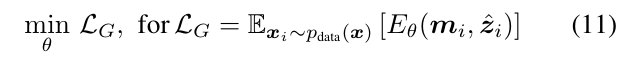 min_θ 𝓛_G, for 𝓛_G = 𝔼_{𝒙_i∼p_data(𝒙)} [E_θ(𝒎_i, 𝒛̂_i)] (11)